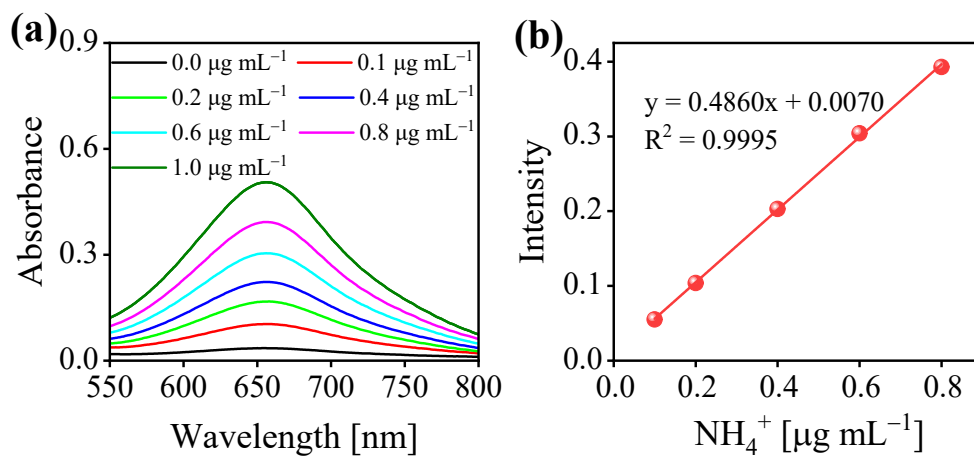 (a)
0.9
0.6
0.3
0.0
Absorbance
0.0 μg mL⁻¹ 0.1 μg mL⁻¹
0.2 μg mL⁻¹ 0.4 μg mL⁻¹
0.6 μg mL⁻¹ 0.8 μg mL⁻¹
1.0 μg mL⁻¹
550 600 650 700 750 800
Wavelength [nm]
(b)
0.4
0.3
0.2
0.1
0.0
Intensity
y = 0.4860x + 0.0070
R² = 0.9995
0.0 0.2 0.4 0.6 0.8
NH₄⁺ [μg mL⁻¹]